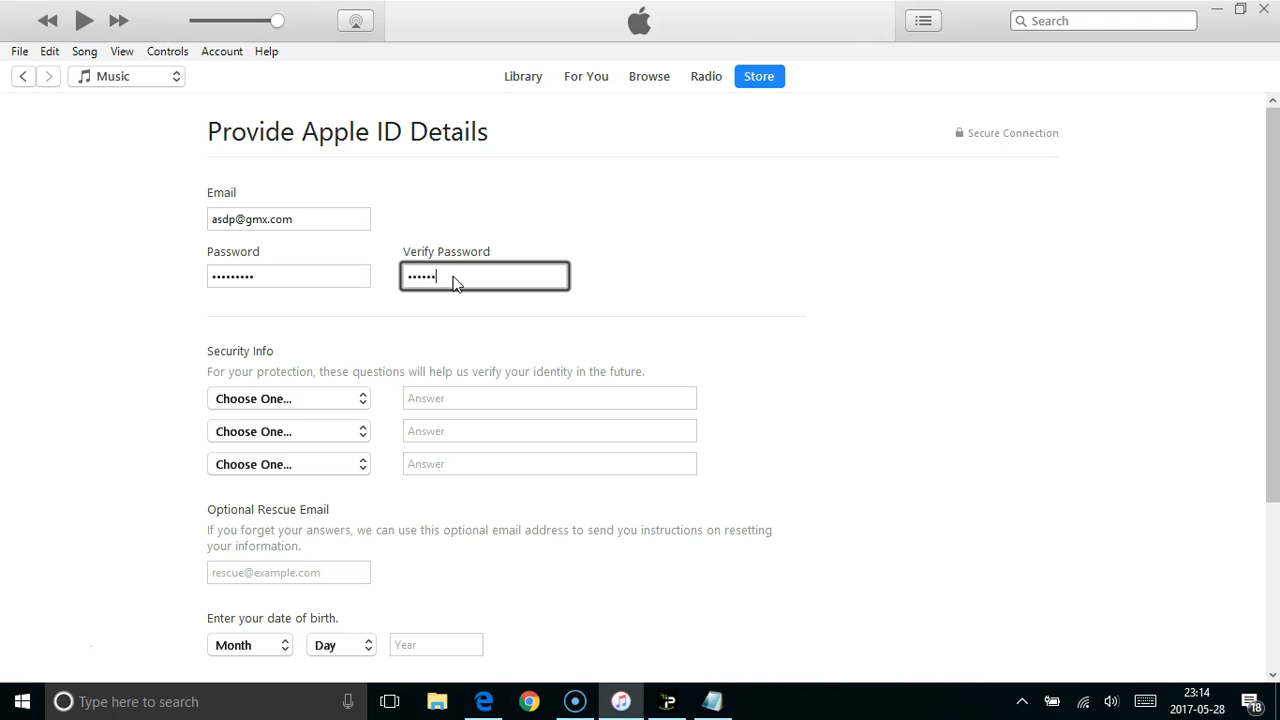 Search
File Edit Song View Controls Account Help
Music Library For You Browse Radio Store
Provide Apple ID Details Secure Connection
Email
asdp@gmx.com
Password Verify Password
••••••••• ••••••
Security Info
For your protection, these questions will help us verify your identity in the future.
Choose One... Answer
Choose One... Answer
Choose One... Answer
Optional Rescue Email
If you forget your answers, we can use this optional email address to send you instructions on resetting
your information.
rescue@example.com
Enter your date of birth.
Month Day Year
Type here to search
23:14
2017-05-28
18